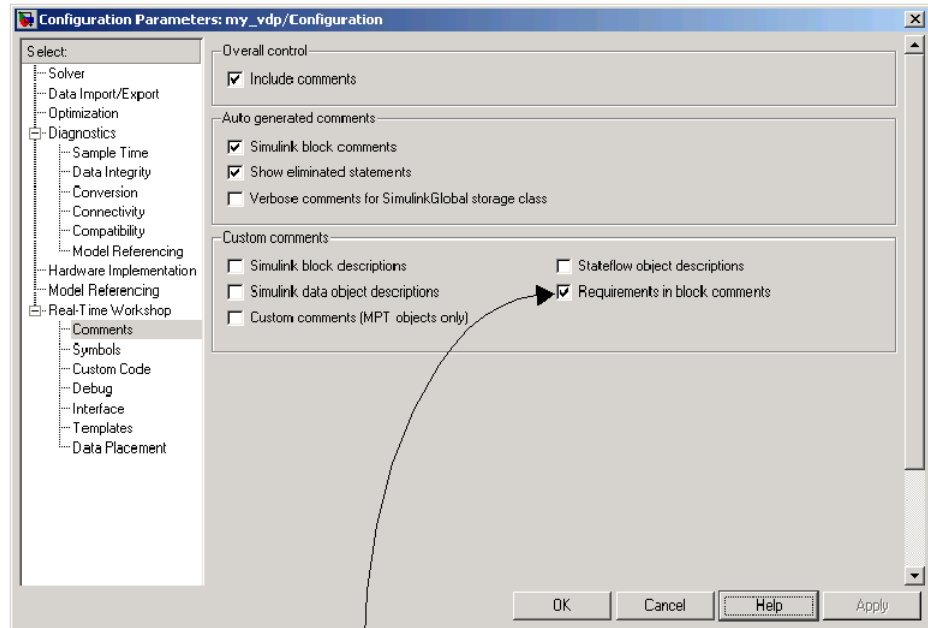 Configuration Parameters: my_vdp/Configuration
Select:
Solver
Data Import/Export
Optimization
Diagnostics
Sample Time
Data Integrity
Conversion
Connectivity
Compatibility
Model Referencing
Hardware Implementation
Model Referencing
Real-Time Workshop
Comments
Symbols
Custom Code
Debug
Interface
Templates
Data Placement
Overall control
Include comments
Auto generated comments
Simulink block comments
Show eliminated statements
Verbose comments for SimulinkGlobal storage class
Custom comments
Simulink block descriptions
Stateflow object descriptions
Simulink data object descriptions
Requirements in block comments
Custom comments (MPT objects only)
OK
Cancel
Help
Apply